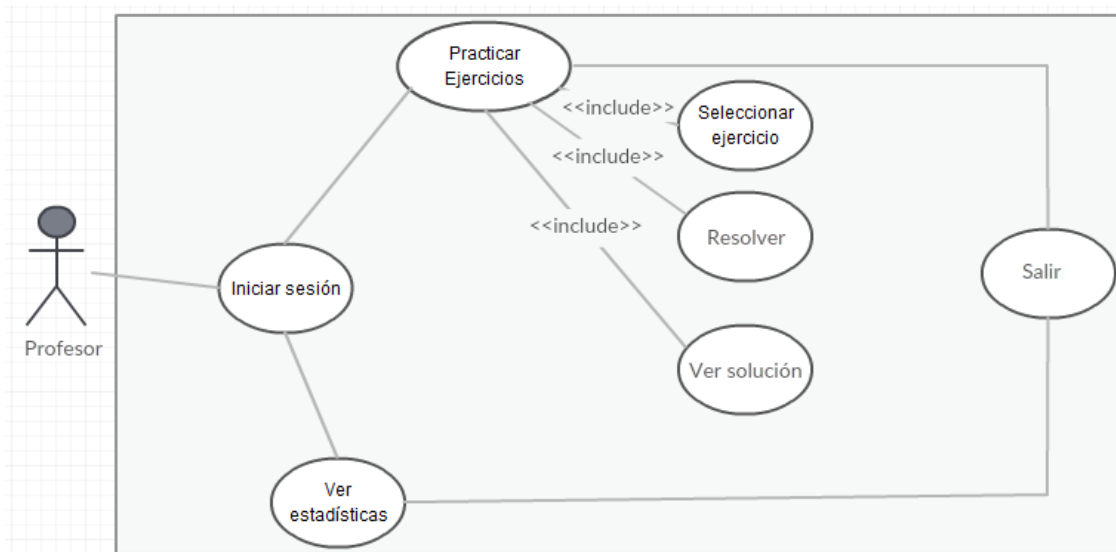 Practicar
Ejercicios
<<include>>
Seleccionar
ejercicio
<<include>>
<<include>>
Resolver
Iniciar sesión
Salir
Profesor
Ver solución
Ver
estadísticas